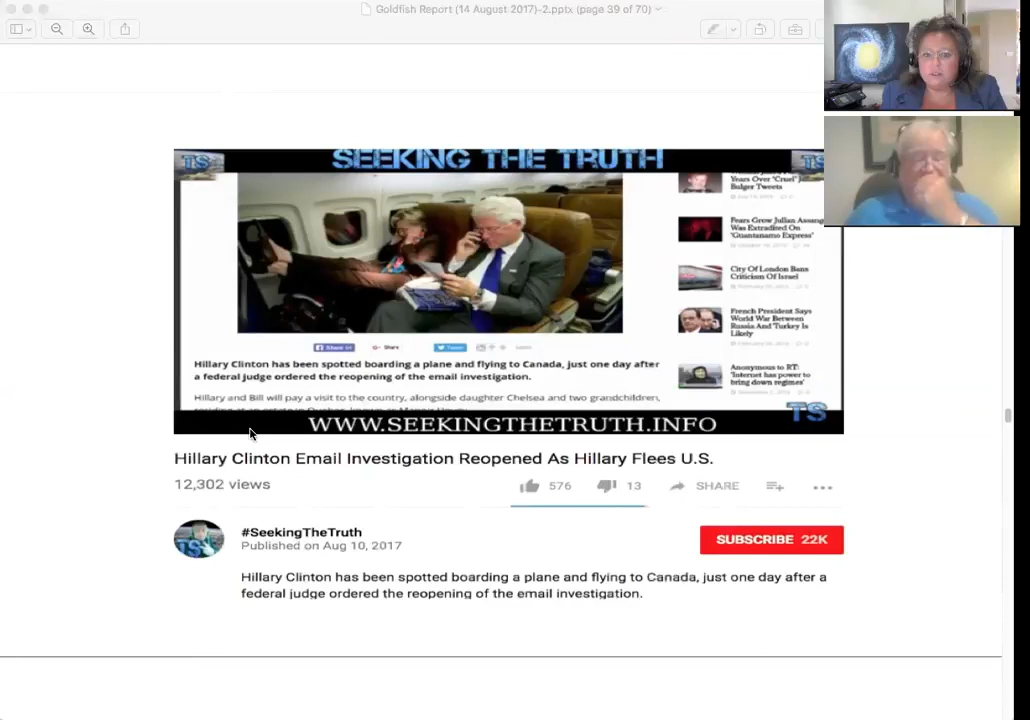 Goldfish Report (14 August 2017)-2.pptx (page 39 of 70)
TS
SEEKING THE TRUTH
TS
Years Over 'Cruel'
Bulger Tweets
Fears Grow Julian Assang
Was Extradited On
'Guantanamo Express'
City Of London Bans
Criticism Of Israel
French President Says
World War Between
Russia And Turkey Is
Likely
Anonymous to RT:
'Internet has power to
bring down regimes'
Share
Share
Tweet
Hillary Clinton has been spotted boarding a plane and flying to Canada, just one day after
a federal judge ordered the reopening of the email investigation.
Hillary and Bill will pay a visit to the country, alongside daughter Chelsea and two grandchildren,
TS
WWW.SEEKINGTHETRUTH.INFO
Hillary Clinton Email Investigation Reopened As Hillary Flees U.S.
12,302 views
576
13
SHARE
#SeekingTheTruth
Published on Aug 10, 2017
SUBSCRIBE 22K
Hillary Clinton has been spotted boarding a plane and flying to Canada, just one day after a
federal judge ordered the reopening of the email investigation.